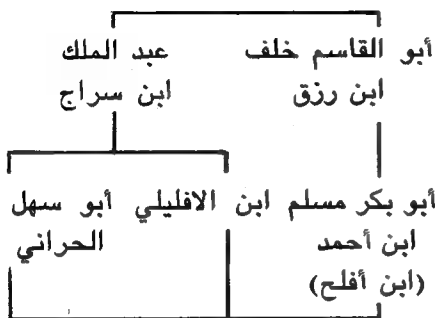 أبو القاسم خلف عبد الملك
ابن رزق ابن سراج
أبو بكر مسلم ابن الافليلي أبو سهل
ابن أحمد الحراني
(ابن أفلح)